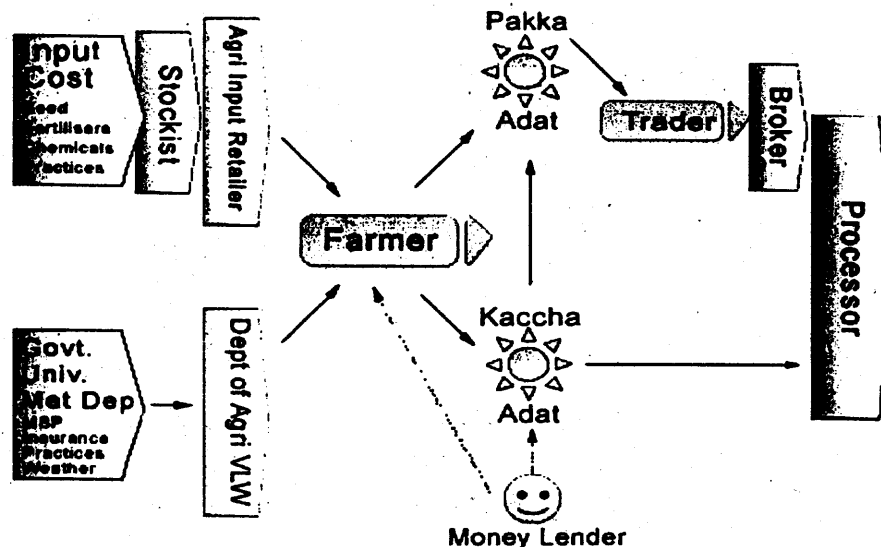 Input
Cost
Seed
Fertilisers
Chemicals
Practices
Stockist
Agri Input Retailer
Pakka
Adat
Trader
Broker
Processor
Farmer
Govt.
Univ.
Met Dep
MSP
Insurance
Practices
Weather
Dept of Agri VLW
Kaccha
Adat
Money Lender